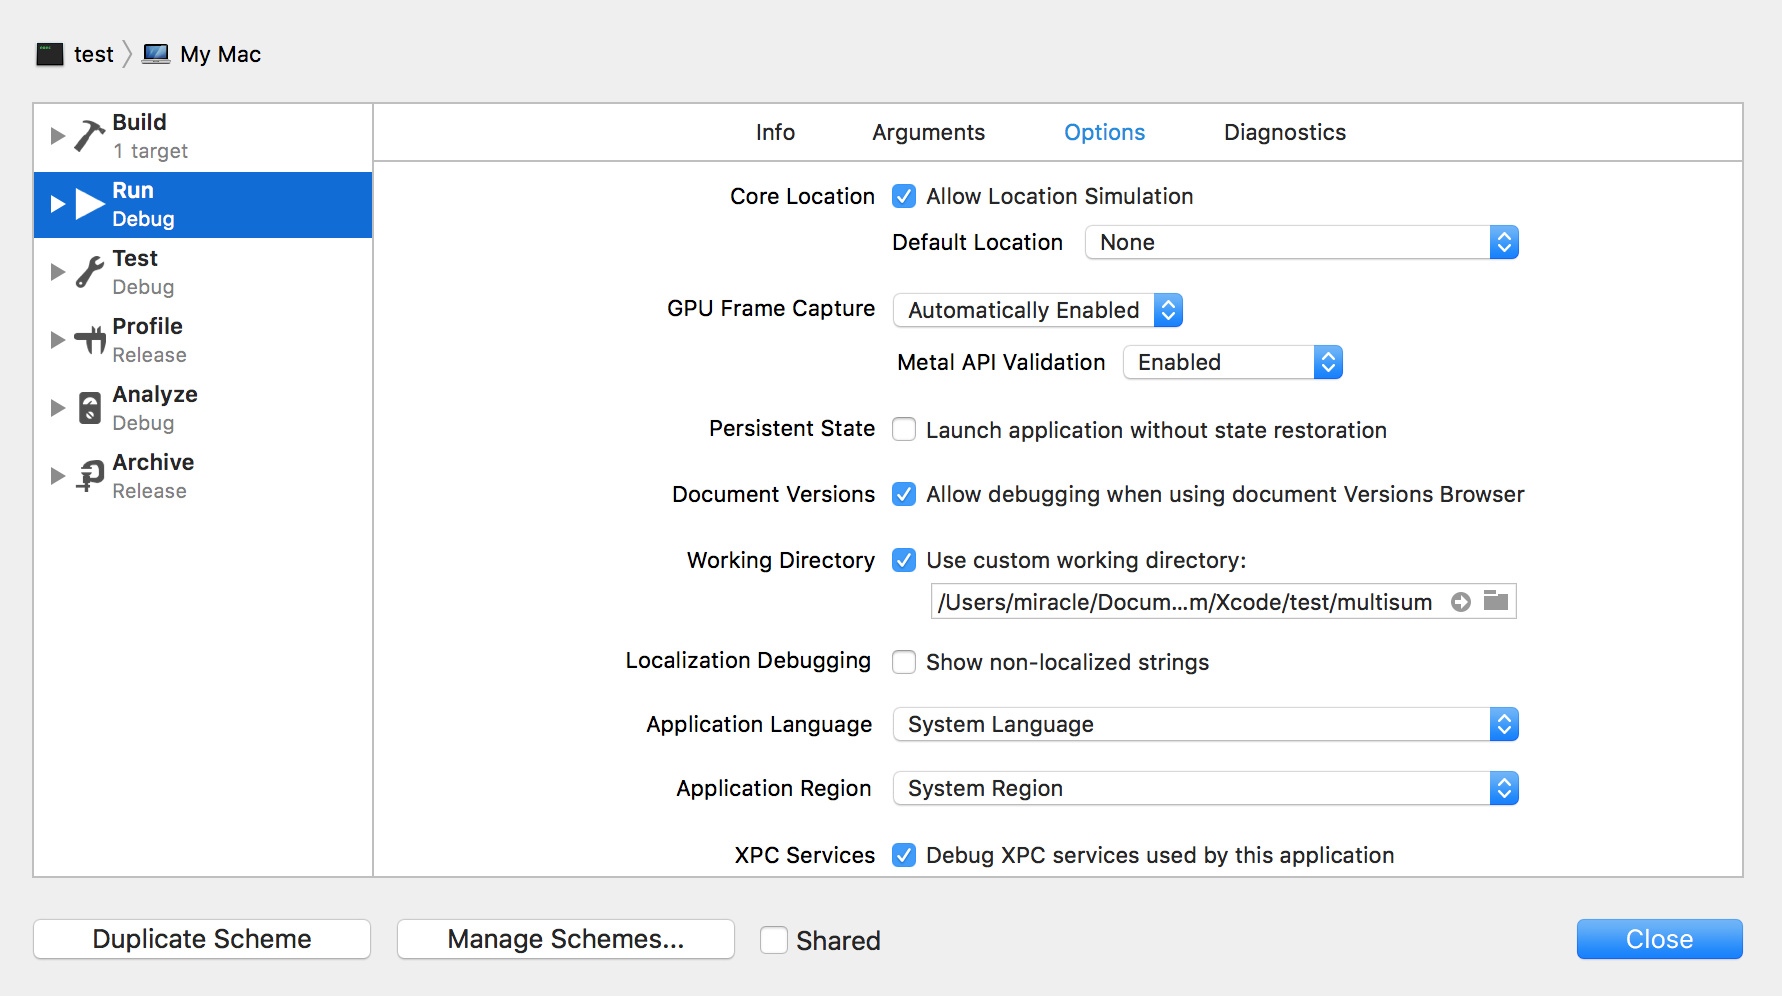 test My Mac
Build
1 target
Run
Debug
Test
Debug
Profile
Release
Analyze
Debug
Archive
Release
Info Arguments Options Diagnostics
Core Location Allow Location Simulation
Default Location None
GPU Frame Capture Automatically Enabled
Metal API Validation Enabled
Persistent State Launch application without state restoration
Document Versions Allow debugging when using document Versions Browser
Working Directory Use custom working directory:
/Users/miracle/Docum...m/Xcode/test/multisum
Localization Debugging Show non-localized strings
Application Language System Language
Application Region System Region
XPC Services Debug XPC services used by this application
Duplicate Scheme Manage Schemes... Shared Close